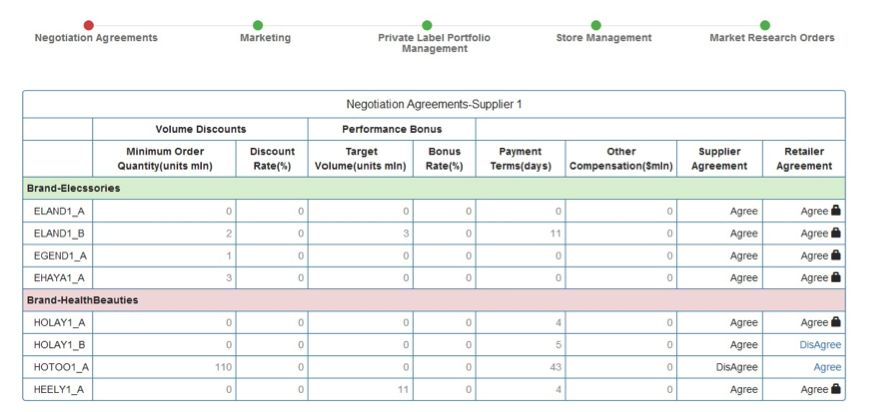 Negotiation Agreements Marketing Private Label Portfolio Management Store Management Market Research Orders
Negotiation Agreements-Supplier 1
Volume Discounts Performance Bonus
Minimum Order Quantity(units mln) Discount Rate(%) Target Volume(units mln) Bonus Rate(%) Payment Terms(days) Other Compensation($mln) Supplier Agreement Retailer Agreement
Brand-Elecssories
ELAND1_A 0 0 0 0 0 0 Agree Agree
ELAND1_B 2 0 3 0 11 0 Agree Agree
EGEND1_A 1 0 0 0 0 0 Agree Agree
EHAYA1_A 3 0 0 0 0 0 Agree Agree
Brand-HealthBeauties
HOLAY1_A 0 0 0 0 4 0 Agree Agree
HOLAY1_B 0 0 0 0 5 0 Agree DisAgree
HOTOO1_A 110 0 0 0 43 0 DisAgree Agree
HEELY1_A 0 0 11 0 4 0 Agree Agree